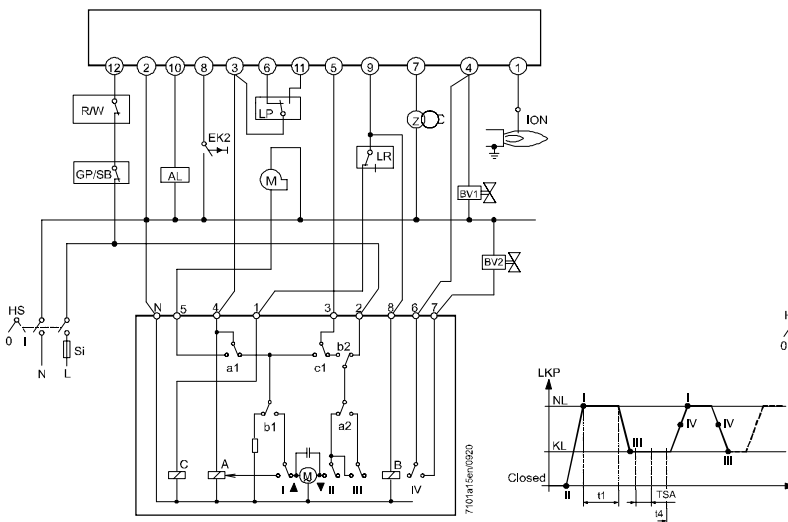 12 2 10 8 3 6 11 5 9 7 4 1
R/W
LP
EK2
Z
ION
GP/SB
AL
M
LR
BV1
BV2
HS
0 I
Si
N L
N 5 4 1 3 2 8 6 7
a1
c1
b2
b1
a2
C
A
I
M
II
III
B
IV
7101a15en/0920
H
0
LKP
NL
I
I
IV
IV
KL
III
III
Closed
II
t1
TSA
t4